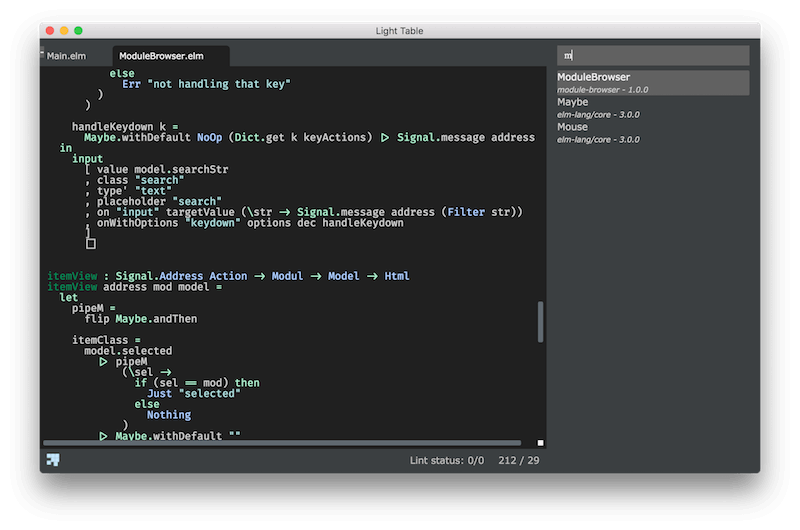 Light Table
Main.elm
ModuleBrowser.elm
else
Err "not handling that key"
)
)
handleKeydown k =
Maybe.withDefault NoOp (Dict.get k keyActions) ▷ Signal.message address
in
input
[ value model.searchStr
, class "search"
, type' "text"
, placeholder "search"
, on "input" targetValue (\str → Signal.message address (Filter str))
, onWithOptions "keydown" options dec handleKeydown
]
[]
itemView : Signal.Address Action → Modul → Model → Html
itemView address mod model =
let
pipeM =
flip Maybe.andThen
itemClass =
model.selected
▷ pipeM
(\sel →
if (sel == mod) then
Just "selected"
else
Nothing
)
▷ Maybe.withDefault ""
Lint status: 0/0
212 / 29
m
ModuleBrowser
module-browser - 1.0.0
Maybe
elm-lang/core - 3.0.0
Mouse
elm-lang/core - 3.0.0